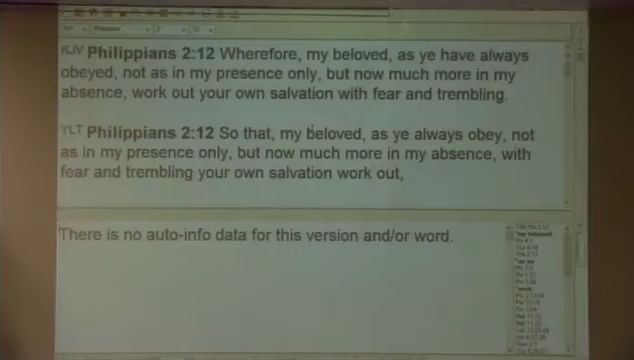 KJV Philippians 2:12 Wherefore, my beloved, as ye have always
obeyed, not as in my presence only, but now much more in my
absence, work out your own salvation with fear and trembling.
YLT Philippians 2:12 So that, my beloved, as ye always obey, not
as in my presence only, but now much more in my absence, with
fear and trembling your own salvation work out,
There is no auto-info data for this version and/or word.